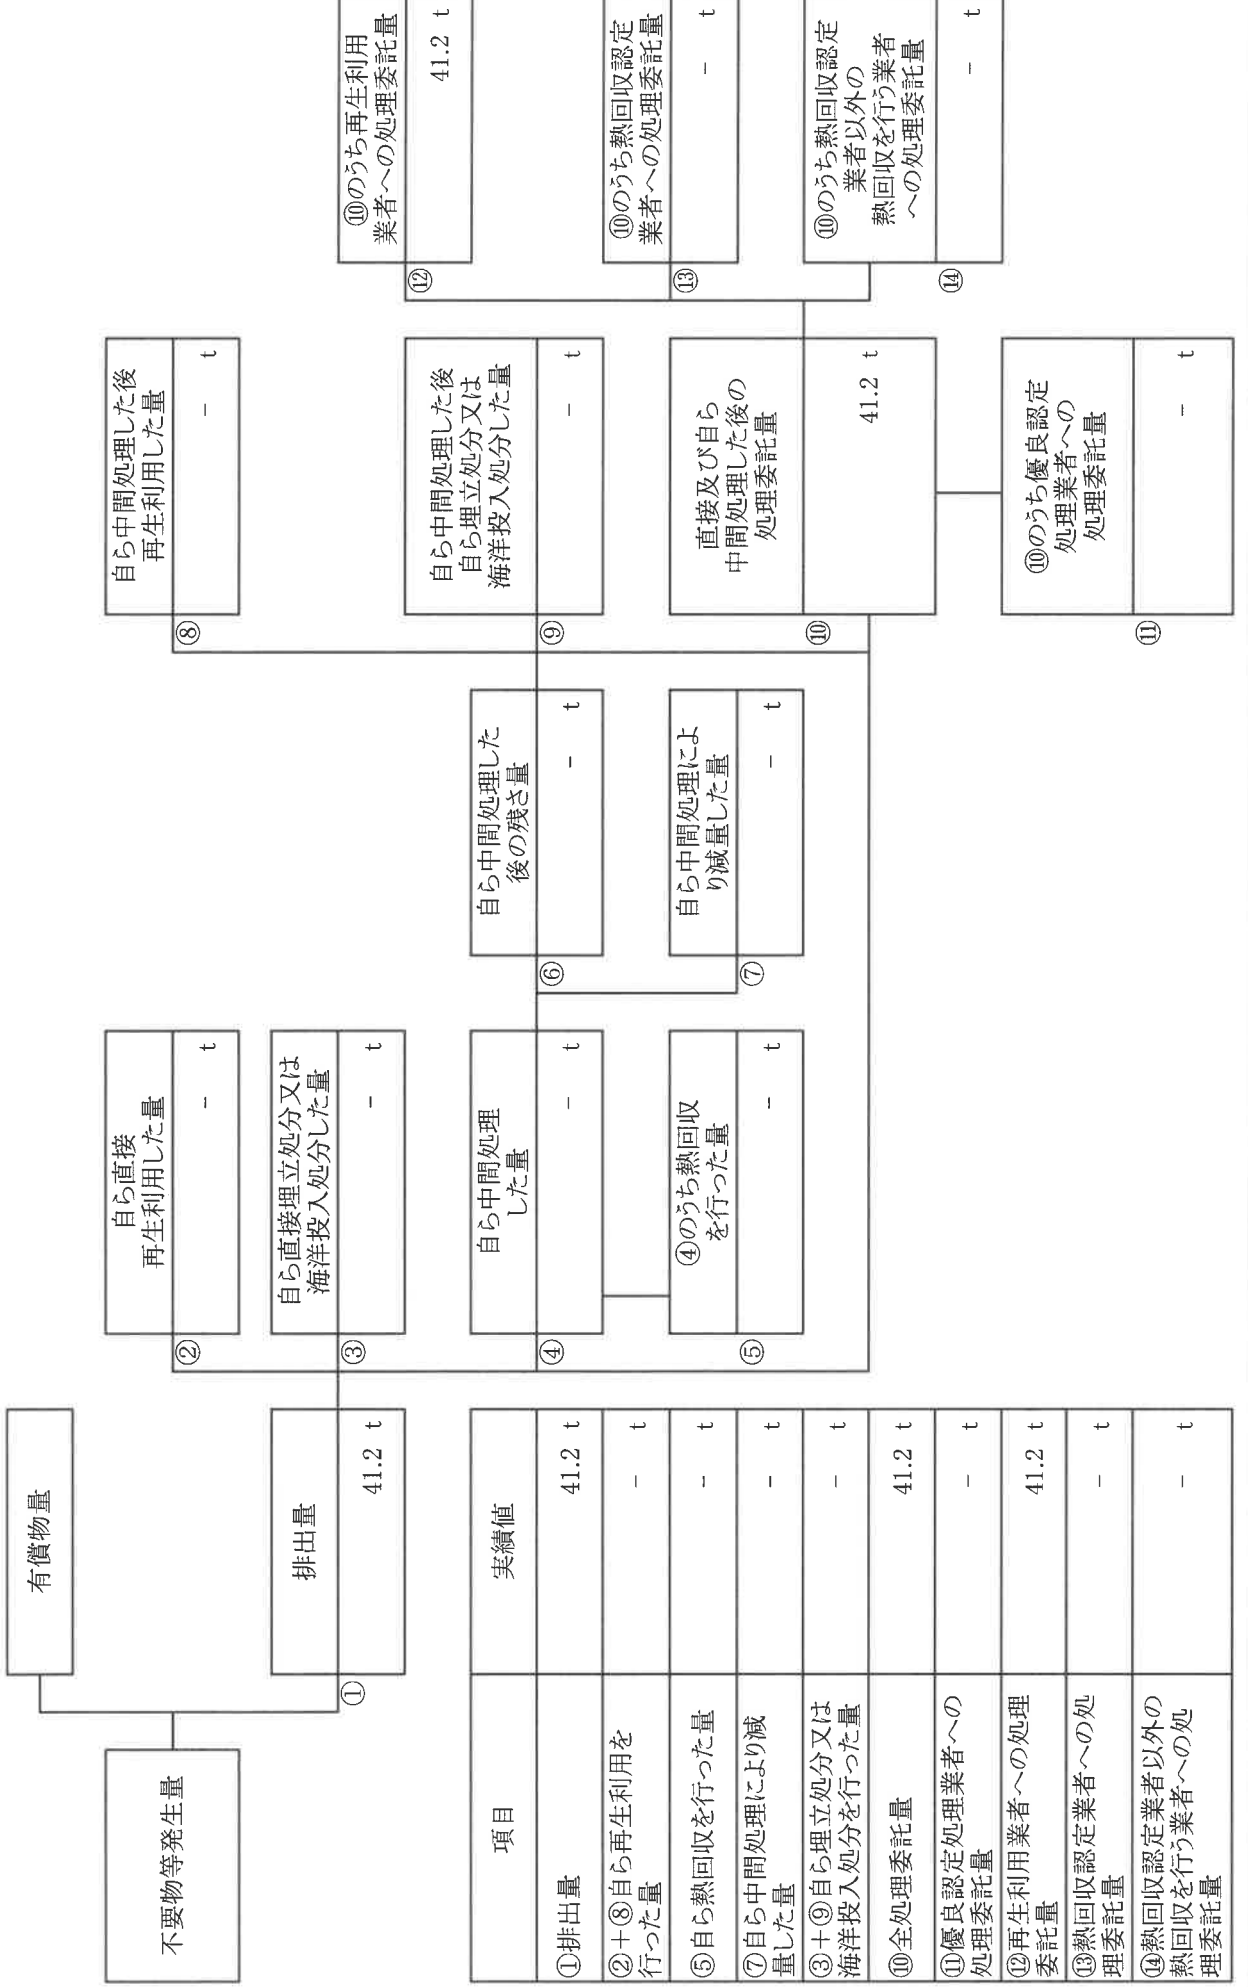 不要物等発生量
有償物量
排出量
①
41.2 t
自ら直接
再生利用した量
②
- t
自ら直接埋立処分又は
海洋投入処分した量
③
- t
自ら中間処理
した量
④
- t
④のうち熱回収
を行った量
⑤
- t
自ら中間処理した
後の残さ量
⑥
- t
自ら中間処理によ
り減量した量
⑦
- t
自ら中間処理した後
再生利用した量
⑧
- t
自ら中間処理した後
自ら埋立処分又は
海洋投入処分した量
⑨
- t
直接及び自ら
中間処理した後の
処理委託量
⑩
41.2 t
⑩のうち優良認定
処理業者への
処理委託量
⑪
- t
⑩のうち再生利用
業者への処理委託量
⑫
41.2 t
⑩のうち熱回収認定
業者への処理委託量
⑬
- t
⑩のうち熱回収認定
業者以外の
熱回収を行う業者
への処理委託量
⑭
- t
項目 実績値
①排出量 41.2 t
②+⑧自ら再生利用を
行った量 - t
⑤自ら熱回収を行った量 - t
⑦自ら中間処理により減
量した量 - t
③+⑨自ら埋立処分又は
海洋投入処分を行った量 - t
⑩全処理委託量 41.2 t
⑪優良認定処理業者への
処理委託量 - t
⑫再生利用業者への処理
委託量 41.2 t
⑬熱回収認定業者への処
理委託量 - t
⑭熱回収認定業者以外の
熱回収を行う業者への処
理委託量 - t